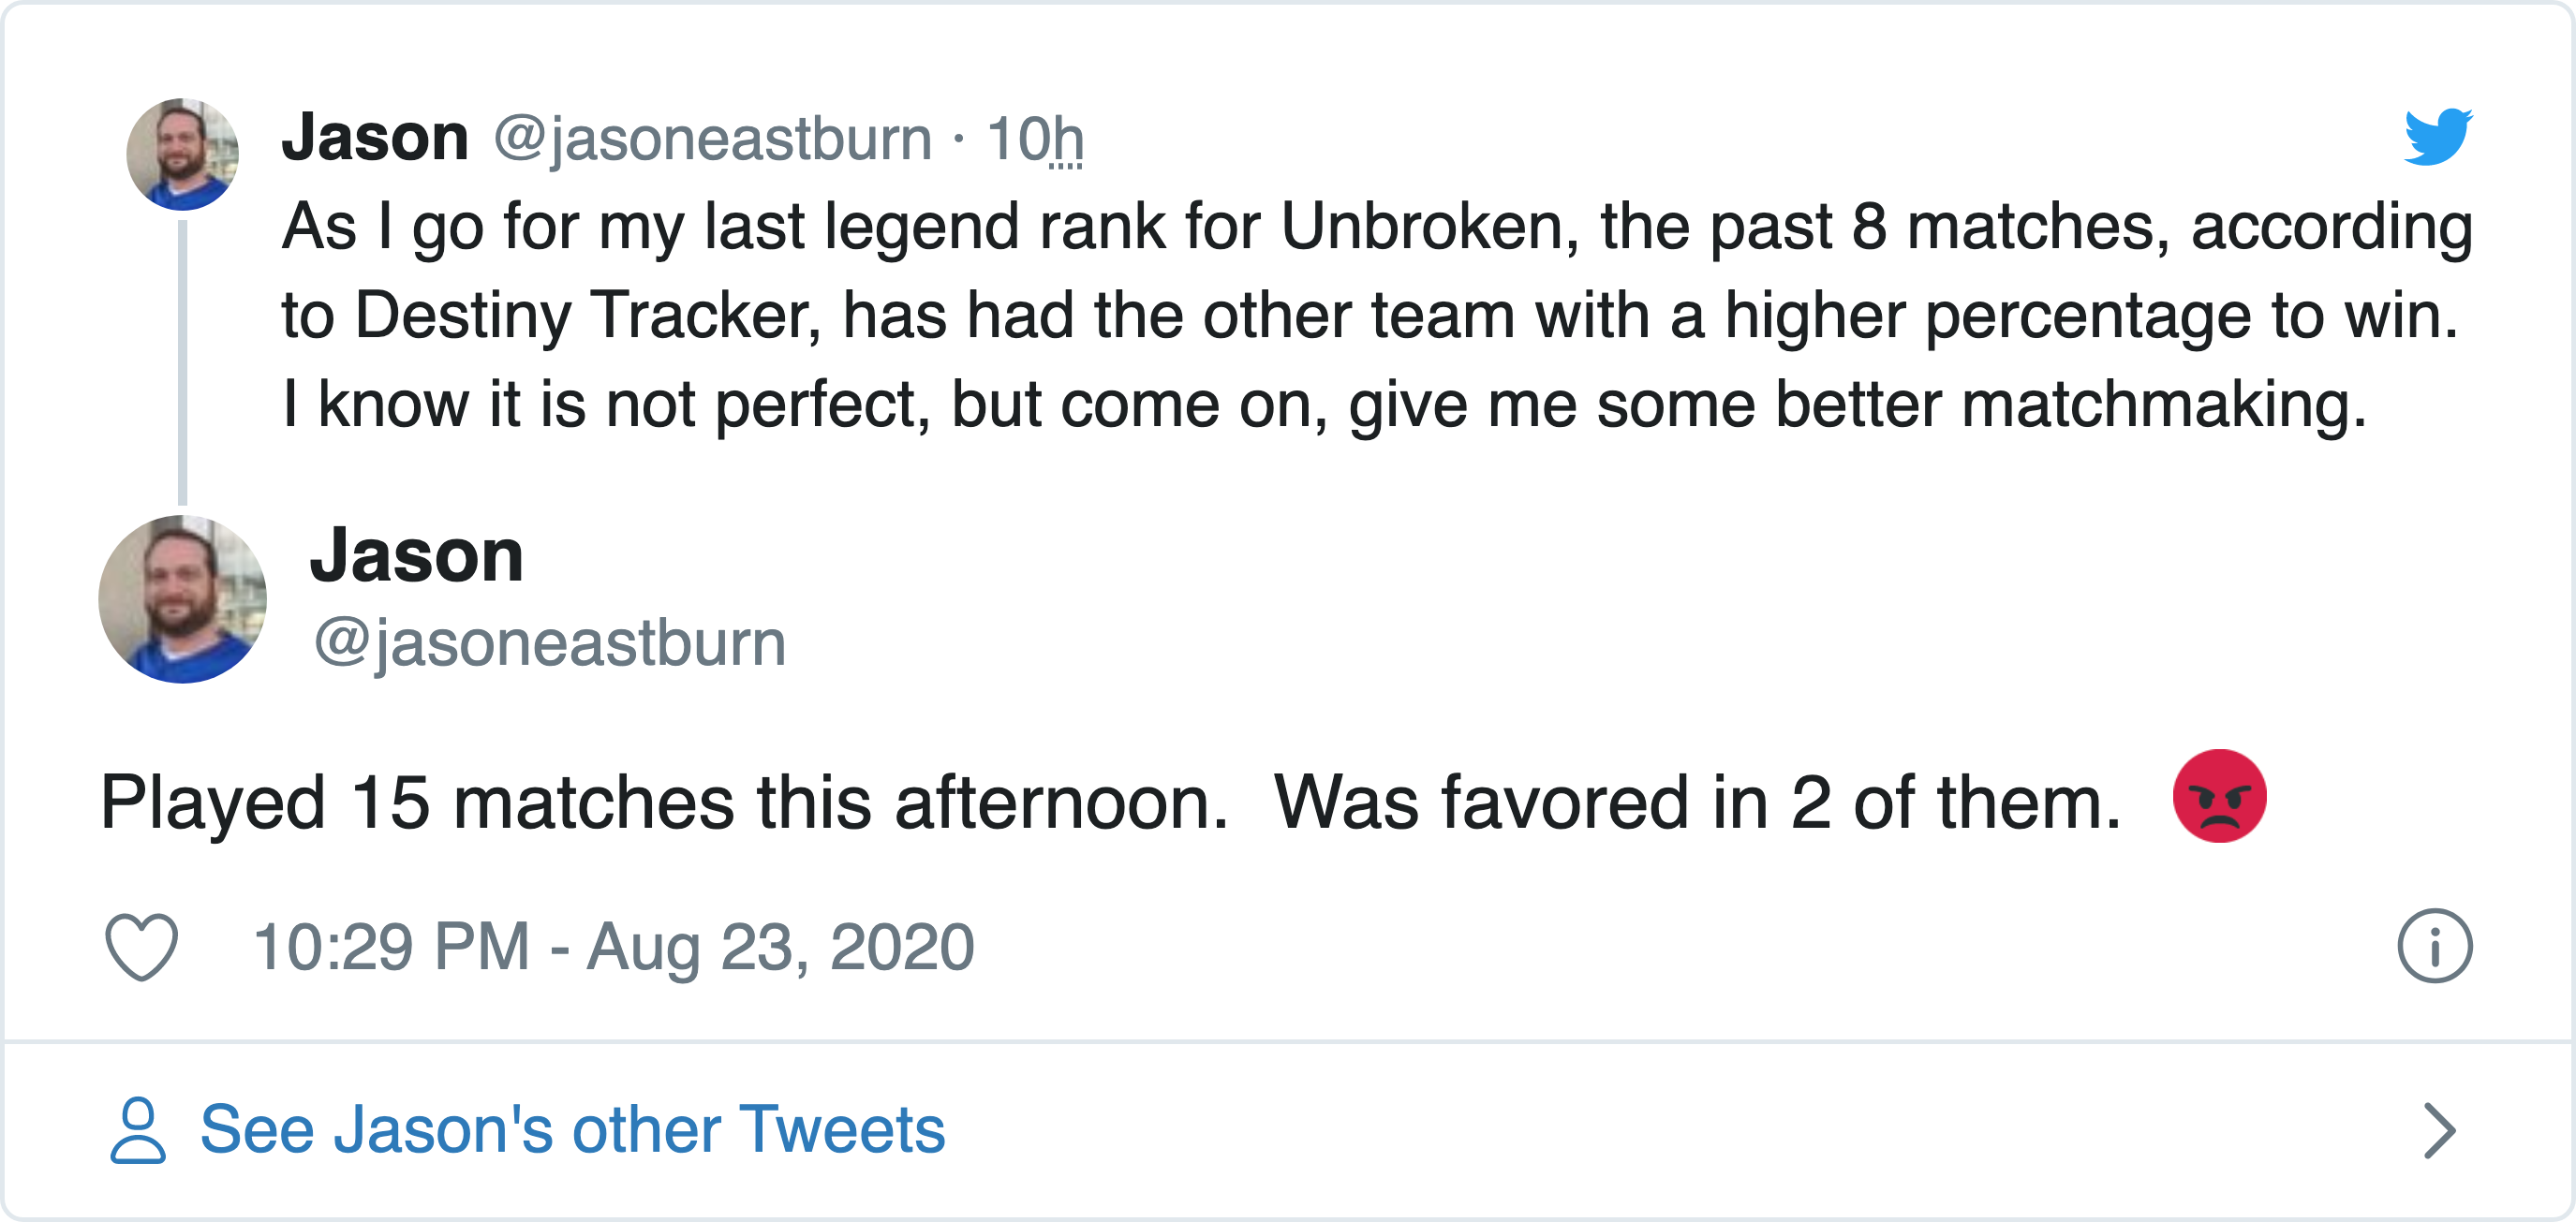 Jason @jasoneastburn · 10h
As I go for my last legend rank for Unbroken, the past 8 matches, according
to Destiny Tracker, has had the other team with a higher percentage to win.
I know it is not perfect, but come on, give me some better matchmaking.
Jason
@jasoneastburn
Played 15 matches this afternoon.  Was favored in 2 of them. 😡
10:29 PM - Aug 23, 2020
See Jason's other Tweets